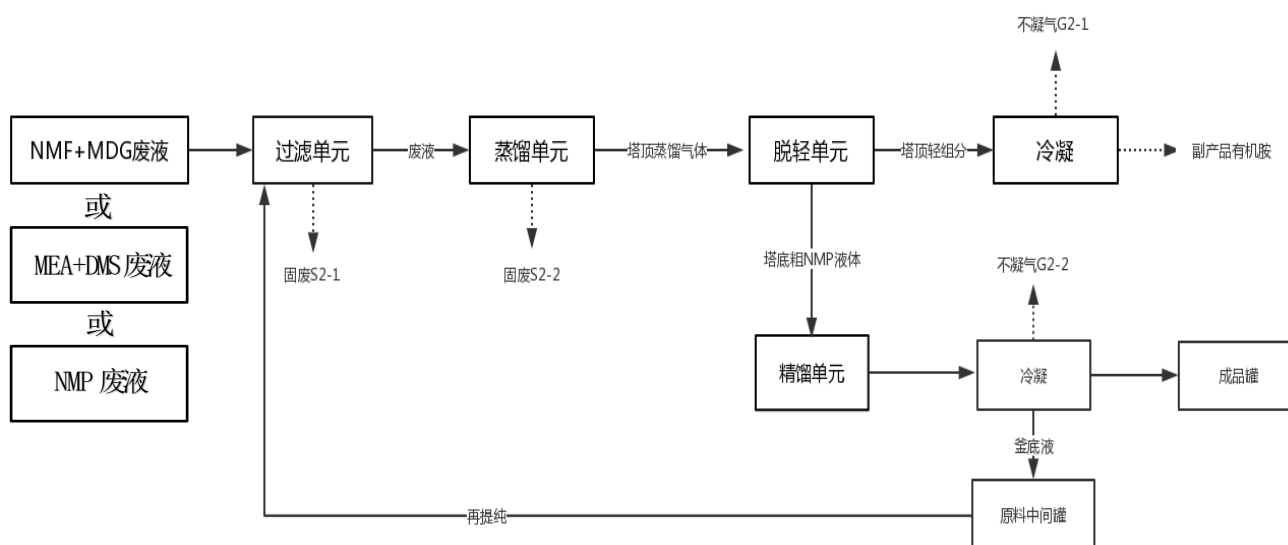 不凝气G2-1
NMF+MDG废液
过滤单元
废液
蒸馏单元
塔顶蒸馏气体
脱轻单元
塔顶轻组分
冷凝
副产品有机胺
或
MEA+DMS 废液
固废S2-1
固废S2-2
塔底粗NMP液体
不凝气G2-2
或
NMP 废液
精馏单元
冷凝
成品罐
釜底液
再提纯
原料中间罐